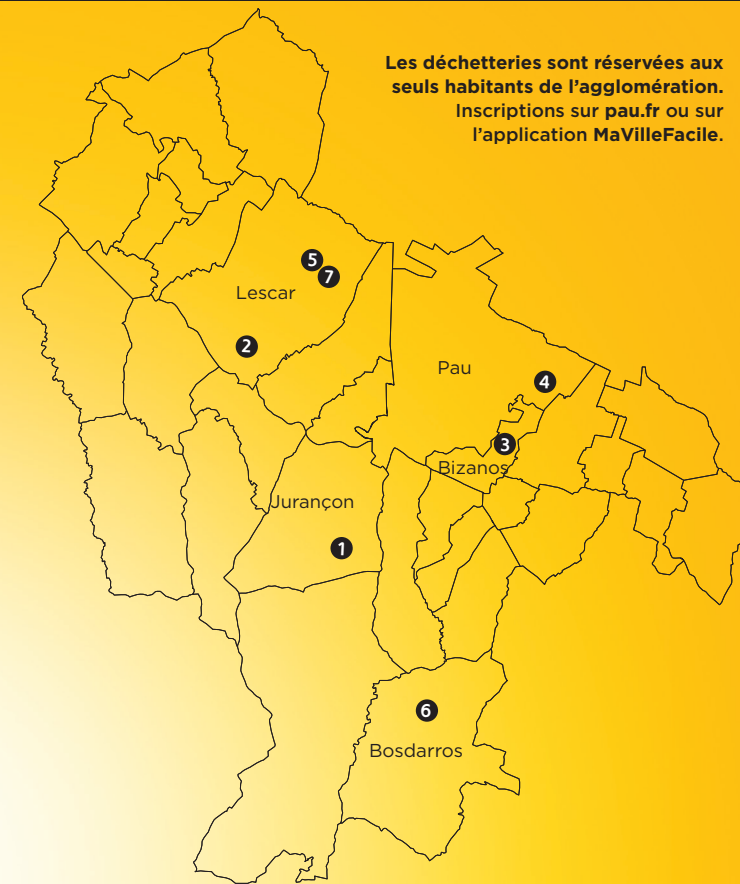 Les déchetteries sont réservées aux
seuls habitants de l'agglomération.
Inscriptions sur pau.fr ou sur
l'application MaVilleFacile.
5
7
Lescar
2
Pau
4
3
Bizanos
Jurançon
1
6
Bosdarros